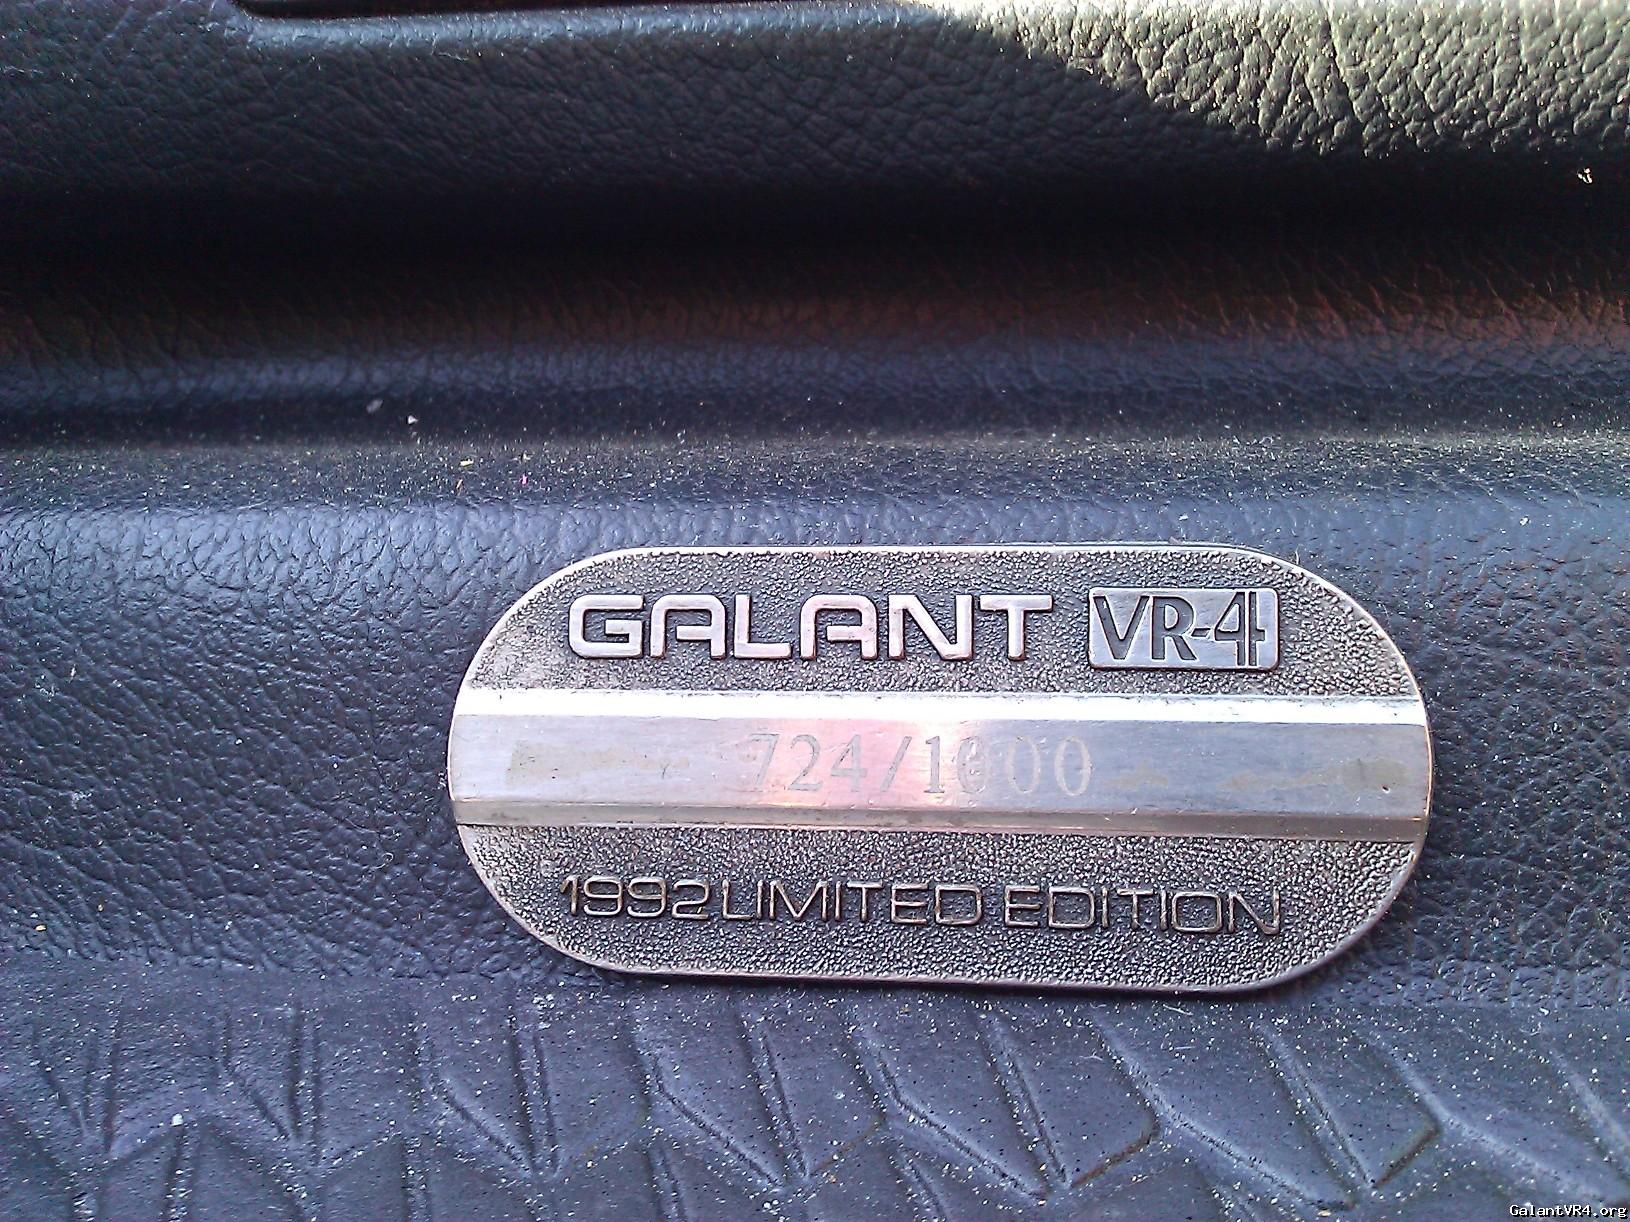 GALANT VR-4
724/1000
1992 LIMITED EDITION
GalantVR4.org